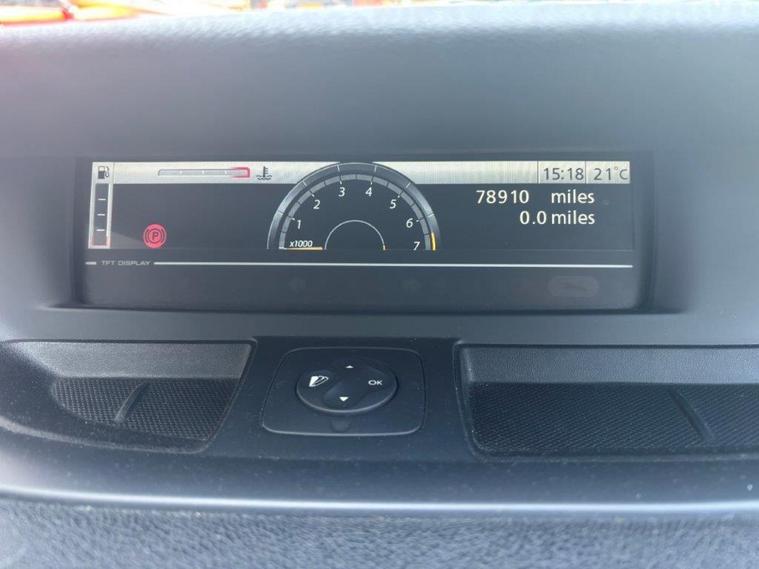 15:18 21°C
78910 miles
0.0 miles
1 2 3 4 5 6 7
x1000
P
TFT DISPLAY
OK